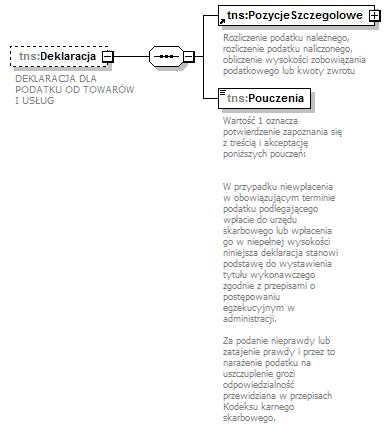 tns:PozycjeSzczegolowe
Rozliczenie podatku należnego,
rozliczenie podatku naliczonego,
obliczenie wysokości zobowiązania
podatkowego lub kwoty zwrotu
tns:Deklaracja
DEKLARACJA DLA
PODATKU OD TOWARÓW
I USŁUG
tns:Pouczenia
Wartość 1 oznacza
potwierdzenie zapoznania się
z treścią i akceptację
poniższych pouczeń:
W przypadku niewpłacenia
w obowiązującym terminie
podatku podlegającego
wpłacie do urzędu
skarbowego lub wpłacenia
go w niepełnej wysokości
niniejsza deklaracja stanowi
podstawę do wystawienia
tytułu wykonawczego
zgodnie z przepisami o
postępowaniu
egzekucyjnym w
administracji.
Za podanie nieprawdy lub
zatajenie prawdy i przez to
narażenie podatku na
uszczuplenie grozi
odpowiedzialność
przewidziana w przepisach
Kodeksu karnego
skarbowego.